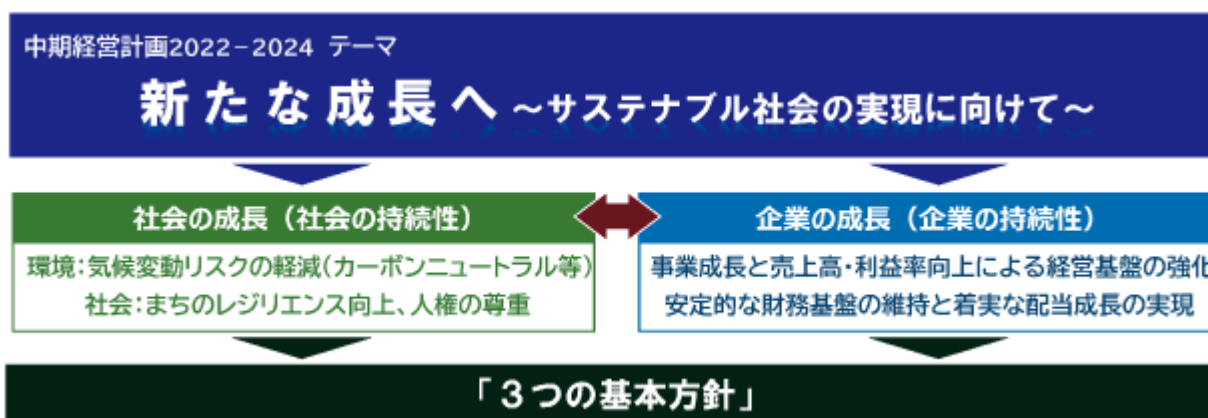 中期経営計画2022-2024 テーマ
新たな成長へ ～サステナブル社会の実現に向けて～
社会の成長（社会の持続性）
環境：気候変動リスクの軽減（カーボンニュートラル等）
社会：まちのレジリエンス向上、人権の尊重
企業の成長（企業の持続性）
事業成長と売上高・利益率向上による経営基盤の強化
安定的な財務基盤の維持と着実な配当成長の実現
「３つの基本方針」